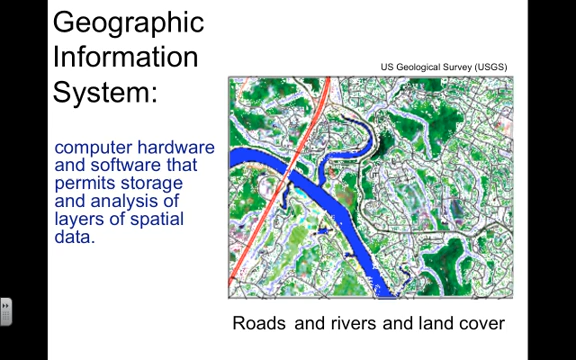 Geographic
Information
System:
US Geological Survey (USGS)
computer hardware
and software that
permits storage
and analysis of
layers of spatial
data.
Roads and rivers and land cover